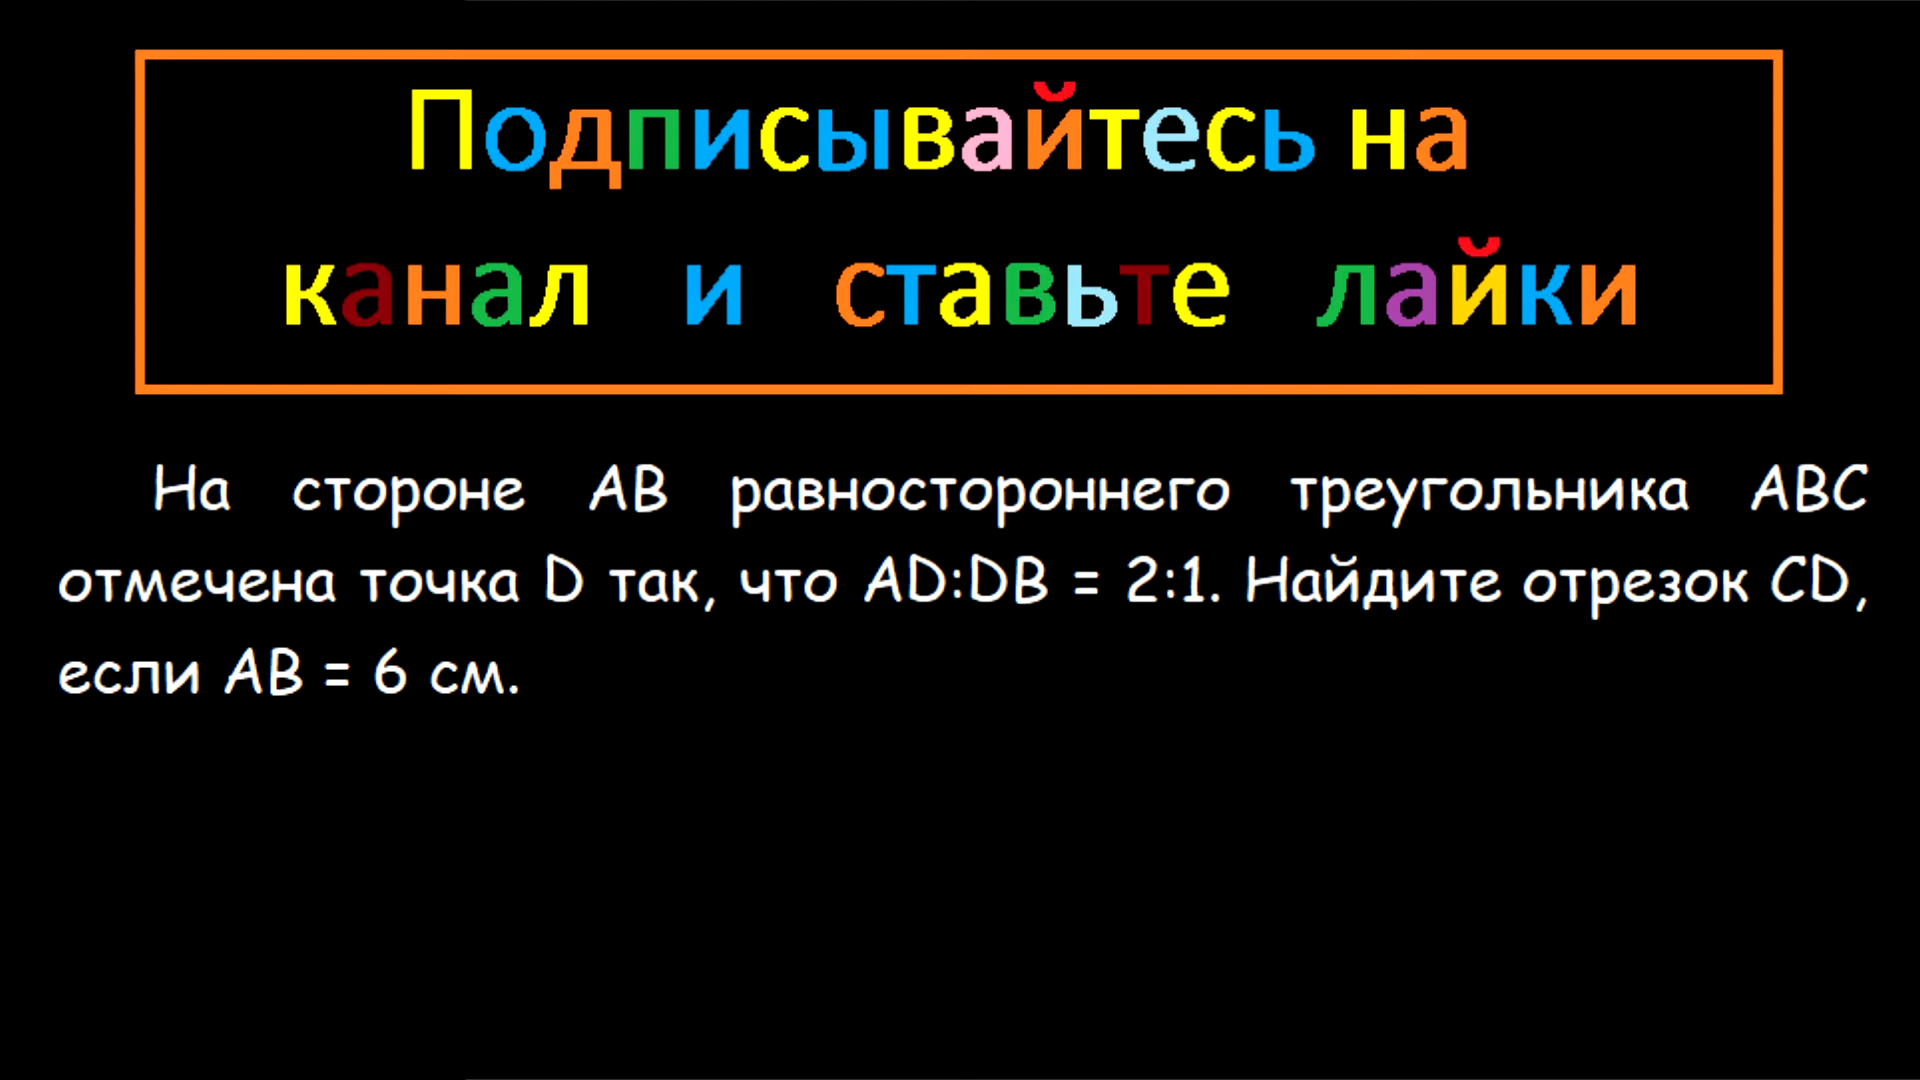 Подписывайтесь на
канал и ставьте лайки
На стороне AB равностороннего треугольника ABC
отмечена точка D так, что AD:DB = 2:1. Найдите отрезок CD,
если AB = 6 см.